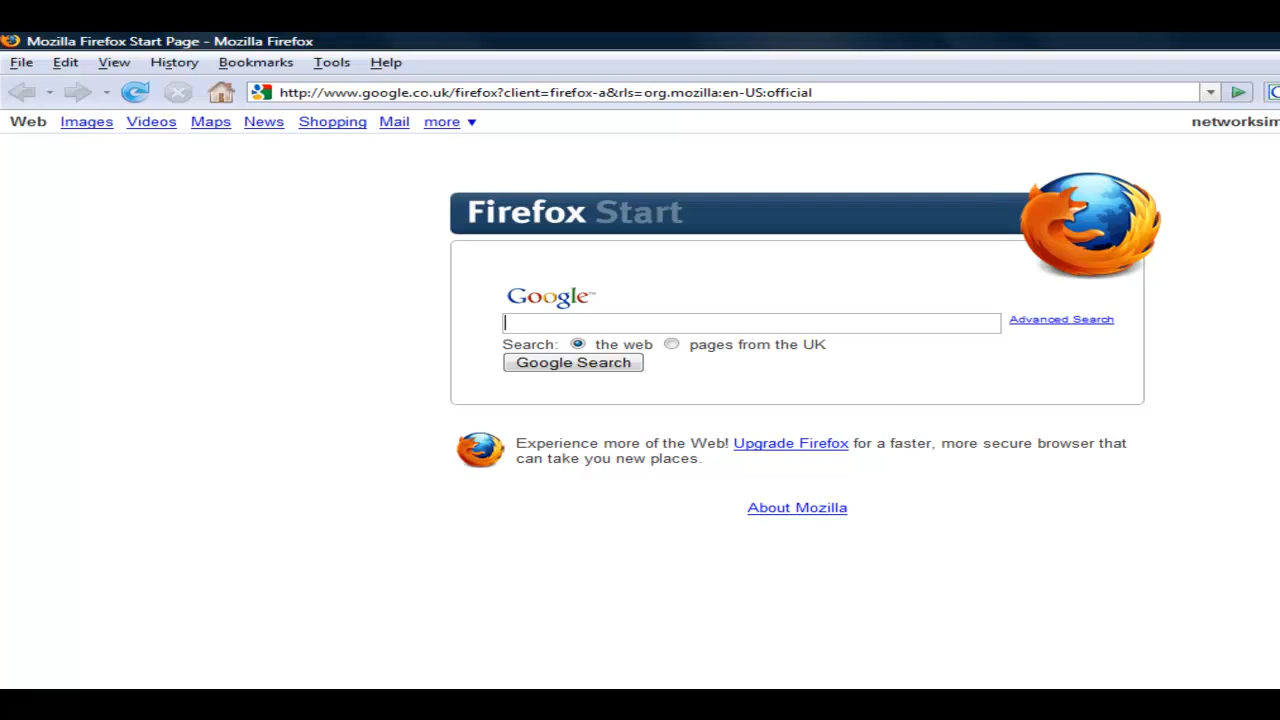 Mozilla Firefox Start Page - Mozilla Firefox
File Edit View History Bookmarks Tools Help
http://www.google.co.uk/firefox?client=firefox-a&rls=org.mozilla:en-US:official
Web Images Videos Maps News Shopping Mail more ▼
Firefox Start
Google™
Advanced Search
Search: the web pages from the UK
Google Search
Experience more of the Web! Upgrade Firefox for a faster, more secure browser that
can take you new places.
About Mozilla